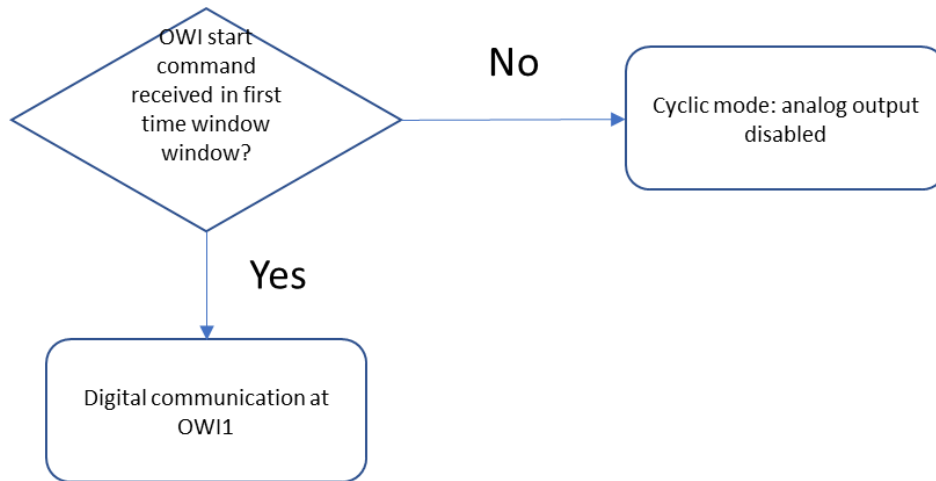 OWI start
command
received in first
time window
window?
No
Cyclic mode: analog output
disabled
Yes
Digital communication at
OWI1